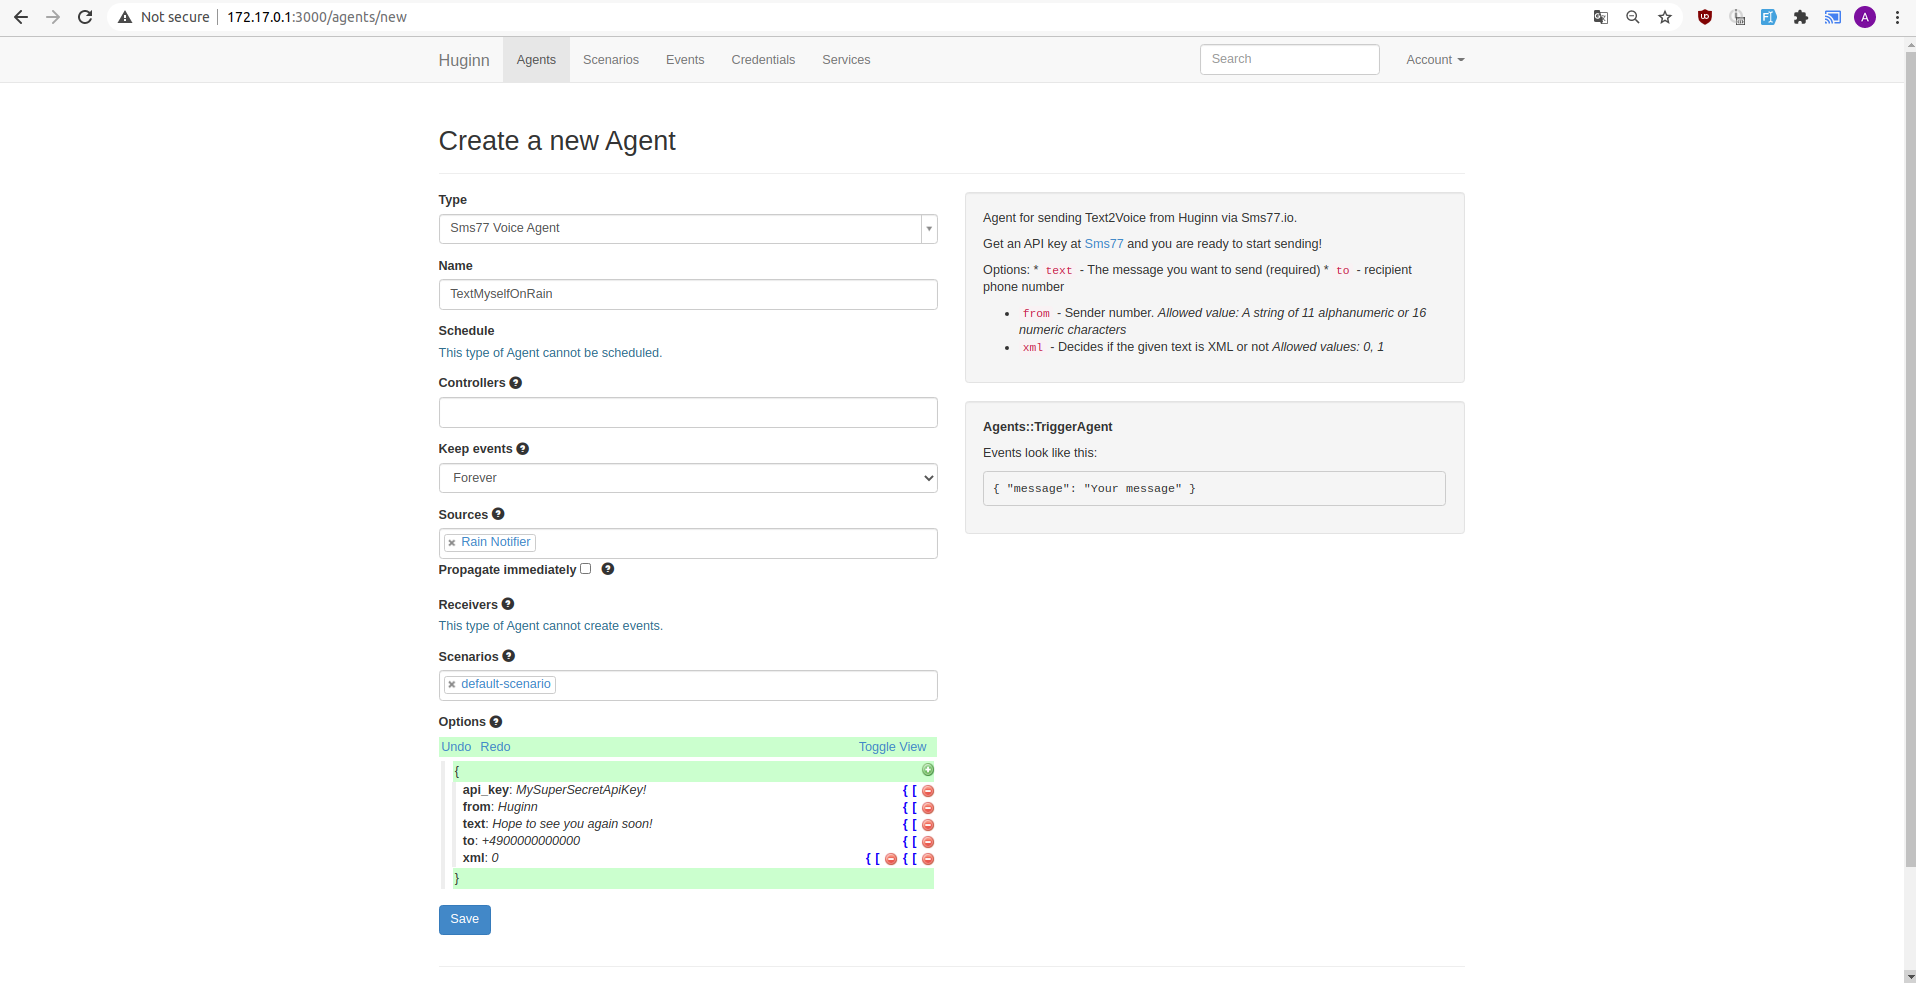 Not secure
172.17.0.1:3000/agents/new
A
Huginn Agents Scenarios Events Credentials Services
Search
Account
Create a new Agent
Type
Sms77 Voice Agent
Name
TextMyselfOnRain
Schedule
This type of Agent cannot be scheduled.
Controllers
Keep events
Forever
Sources
Rain Notifier
Propagate immediately
Receivers
This type of Agent cannot create events.
Scenarios
default-scenario
Options
Undo Redo Toggle View
{
api_key: MySuperSecretApiKey! { [
from: Huginn { [
text: Hope to see you again soon! { [
to: +4900000000000 { [
xml: 0 { [ { [
}
Save
Agent for sending Text2Voice from Huginn via Sms77.io.
Get an API key at Sms77 and you are ready to start sending!
Options: * text - The message you want to send (required) * to - recipient
phone number
• from - Sender number. Allowed value: A string of 11 alphanumeric or 16
numeric characters
• xml - Decides if the given text is XML or not Allowed values: 0, 1
Agents::TriggerAgent
Events look like this:
{ "message": "Your message" }